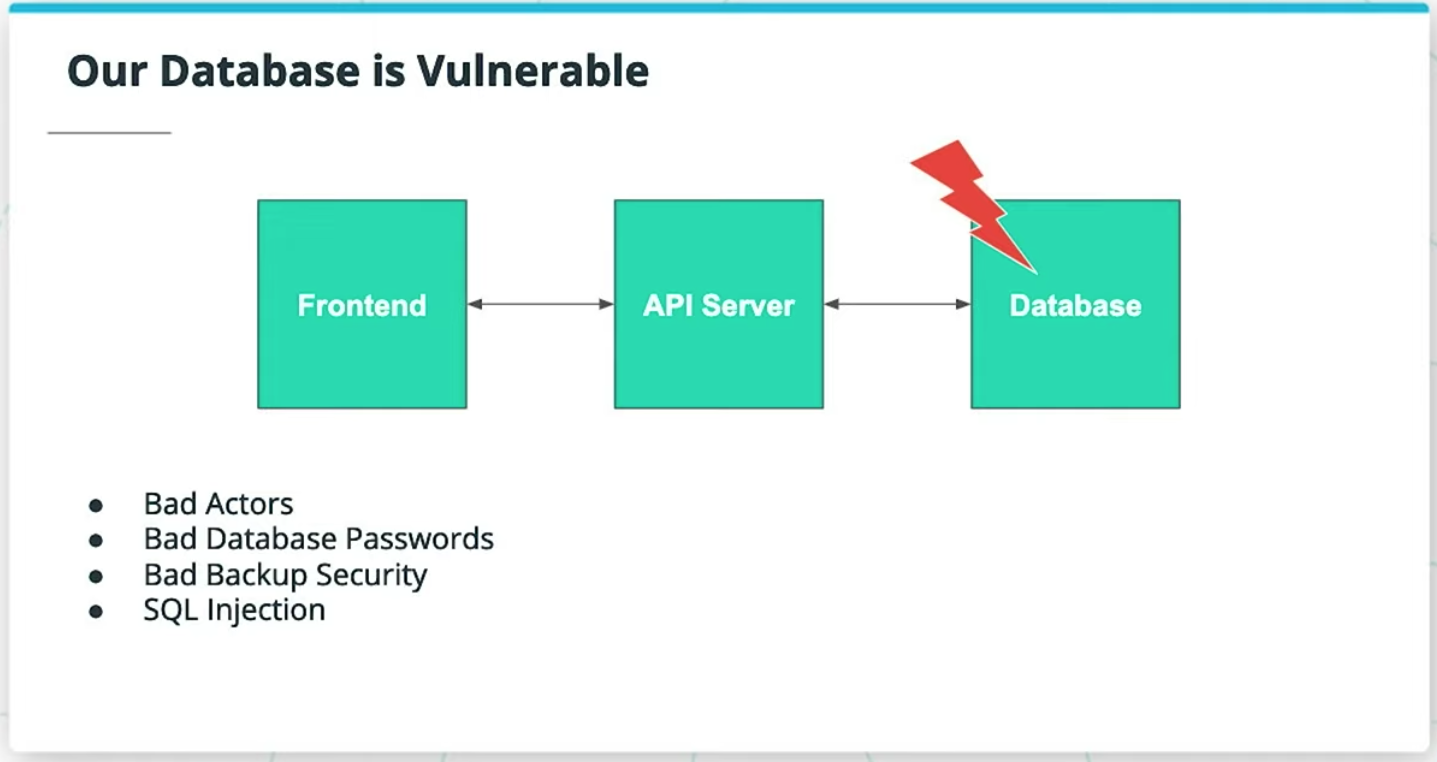 Our Database is Vulnerable
Frontend
API Server
Database
● Bad Actors
● Bad Database Passwords
● Bad Backup Security
● SQL Injection